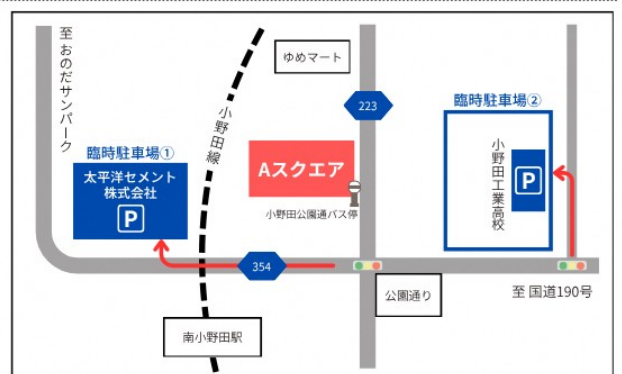 至 おのだサンパーク
ゆめマート
223
臨時駐車場②
小野田線
臨時駐車場①
太平洋セメント
株式会社
P
Aスクエア
小野田工業高校
P
小野田公園通バス停
354
公園通り
至 国道190号
南小野田駅